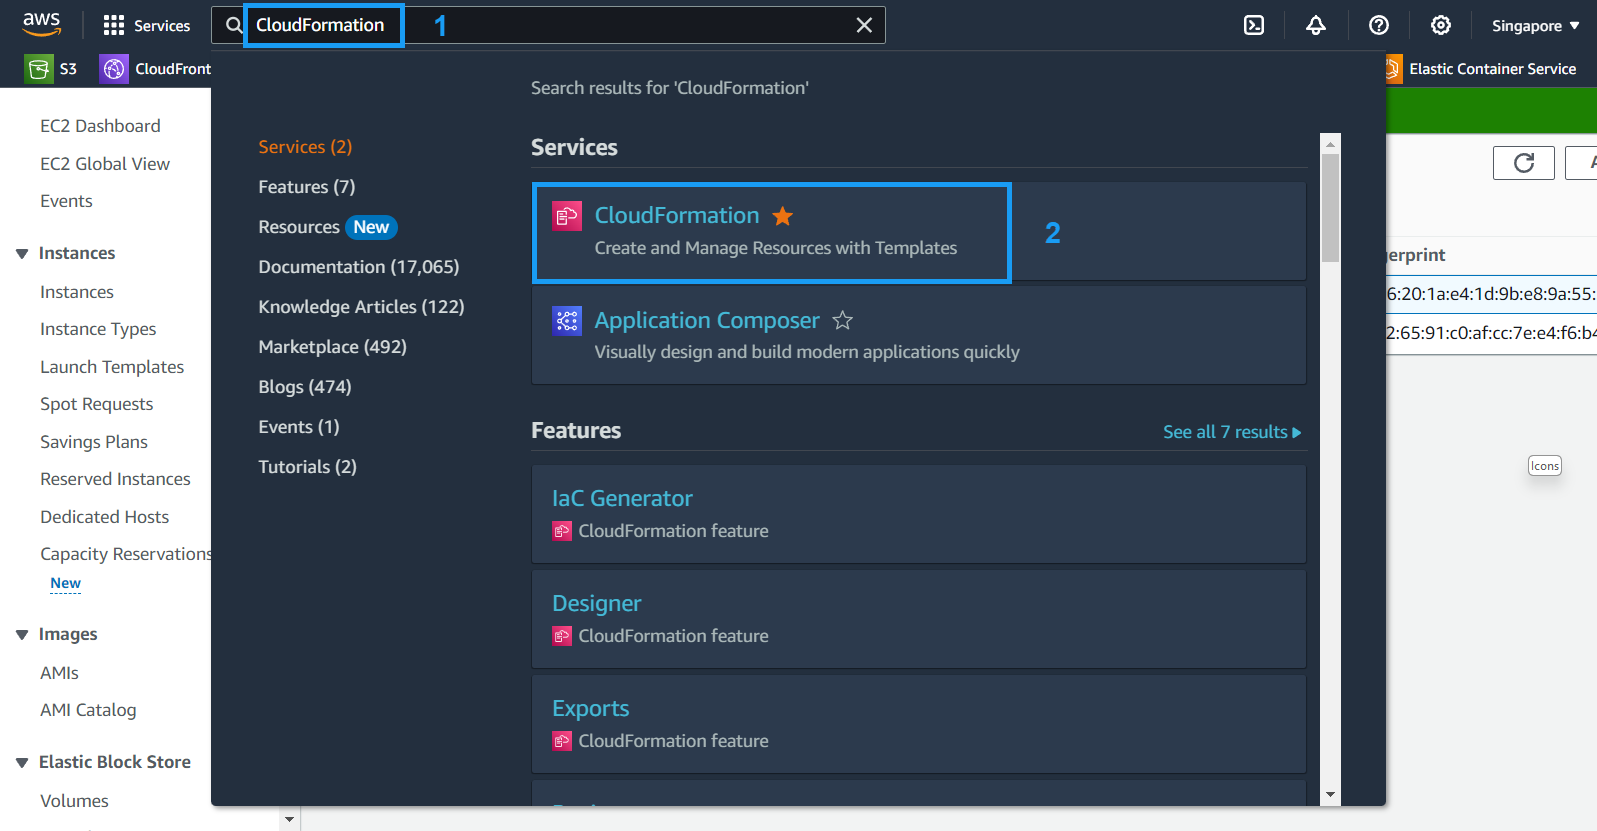 aws
Services
CloudFormation
1
Singapore
S3
CloudFront
Elastic Container Service
Search results for 'CloudFormation'
EC2 Dashboard
EC2 Global View
Events
Instances
Instances
Instance Types
Launch Templates
Spot Requests
Savings Plans
Reserved Instances
Dedicated Hosts
Capacity Reservations
New
Images
AMIs
AMI Catalog
Elastic Block Store
Volumes
Services (2)
Features (7)
Resources New
Documentation (17,065)
Knowledge Articles (122)
Marketplace (492)
Blogs (474)
Events (1)
Tutorials (2)
Services
CloudFormation
Create and Manage Resources with Templates
2
Application Composer
Visually design and build modern applications quickly
Features
See all 7 results
IaC Generator
CloudFormation feature
Designer
CloudFormation feature
Exports
CloudFormation feature
erprint
6:20:1a:e4:1d:9b:e8:9a:55:
2:65:91:c0:af:cc:7e:e4:f6:b4
Icons